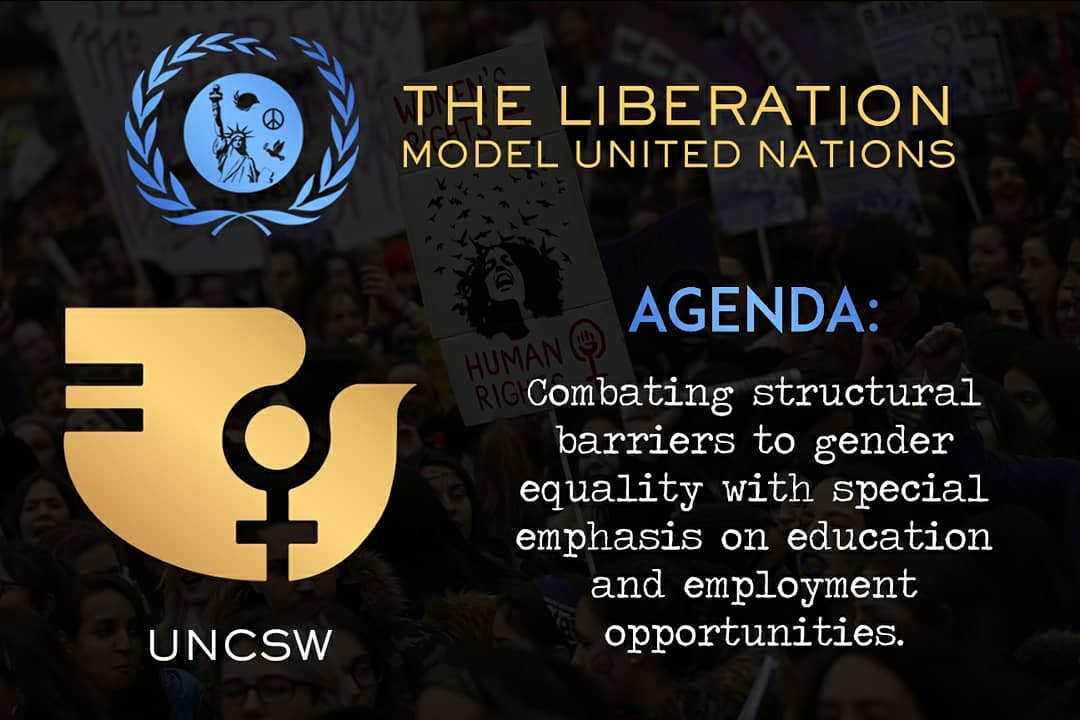 THE LIBERATION
MODEL UNITED NATIONS
WOMEN'S
RIGHTS
HUMAN
RIGHTS
AGENDA:
Combating structural
barriers to gender
equality with special
emphasis on education
and employment
opportunities.
UNCSW